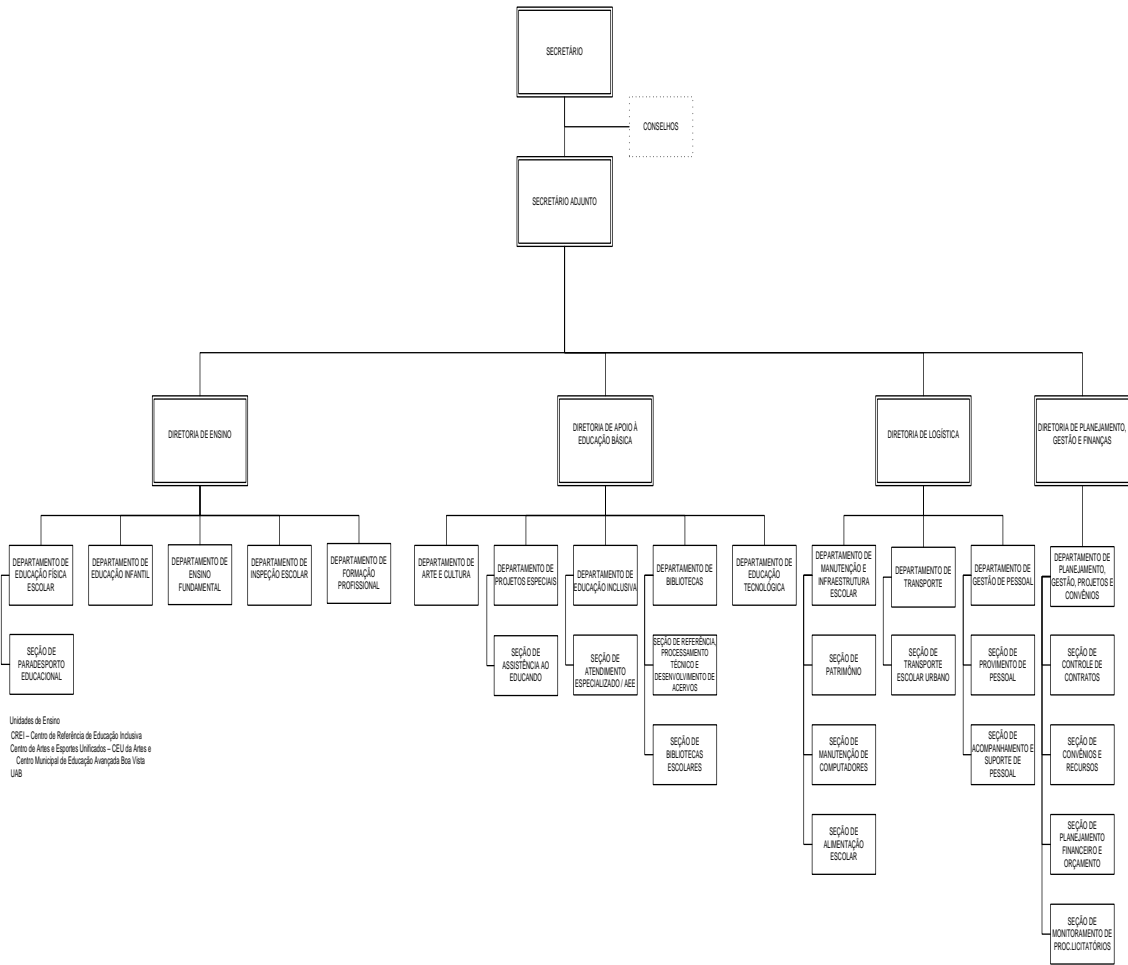 SECRETÁRIO
CONSELHOS
SECRETÁRIO ADJUNTO
DIRETORIA DE ENSINO
DIRETORIA DE APOIO À
EDUCAÇÃO BÁSICA
DIRETORIA DE LOGÍSTICA
DIRETRIA DE PLANEJAMENTO,
GESTÃO E FINANÇAS
DEPARTAMENTO DE
EDUCAÇÃO FÍSICA
ESCOLAR
DEPARTAMENTO DE
EDUCAÇÃO INFANTIL
DEPARTAMENTO DE
ENSINO
FUNDAMENTAL
DEPARTAMENTO DE
INSPEÇÃO ESCOLAR
DEPARTAMENTO DE
FORMAÇÃO
PROFISSIONAL
DEPARTAMENTO DE
ARTE E CULTURA
DEPARTAMENTO DE
PROJETOS ESPECIAIS
DEPARTAMENTO DE
EDUCAÇÃO INCLUSIVA
DEPARTAMENTO DE
BIBLIOTECAS
DEPARTAMENTO DE
EDUCAÇÃO
TECNOLÓGICA
DEPARTAMENTO DE
MANUTENÇÃO E
INFRAESTRUTURA
ESCOLAR
DEPARTAMENTO DE
TRANSPORTE
DEPARTAMENTO DE
GESTÃO DE PESSOAL
DEPARTAMENTO DE
PLANEJAMENTO,
GESTÃO, PROJETOS E
CONVÊNIOS
SEÇÃO DE
PARADESPORTO
EDUCACIONAL
SEÇÃO DE
ASSISTÊNCIA AO
EDUCANDO
SEÇÃO DE
ATENDIMENTO
ESPECIALIZADO / AEE
SEÇÃO DE REFERÊNCIA,
PROCESSAMENTO
TÉCNICO E
DESENVOLVIMENTO DE
ACERVOS
SEÇÃO DE
PATRIMÔNIO
SEÇÃO DE
TRANSPORTE
ESCOLAR URBANO
SEÇÃO DE
PROVIMENTO DE
PESSOAL
SEÇÃO DE
CONTROLE DE
CONTRATOS
SEÇÃO DE
BIBLIOTECAS
ESCOLARES
SEÇÃO DE
MANUTENÇÃO DE
COMPUTADORES
SEÇÃO DE
ACOMPANHAMENTO E
SUPORTE DE
PESSOAL
SEÇÃO DE
CONVÊNIOS E
RECURSOS
SEÇÃO DE
ALIMENTAÇÃO
ESCOLAR
SEÇÃO DE
PLANEJAMENTO
FINANCEIRO E
ORÇAMENTO
SEÇÃO DE
MONITORAMENTO DE
PROC.LICITATÓRIOS
Unidades de Ensino
CREI – Centro de Referência de Educação Inclusiva
Centro de Artes e Esportes Unificados – CEU da Artes e
Centro Municipal de Educação Avançada Boa Vista
UAB